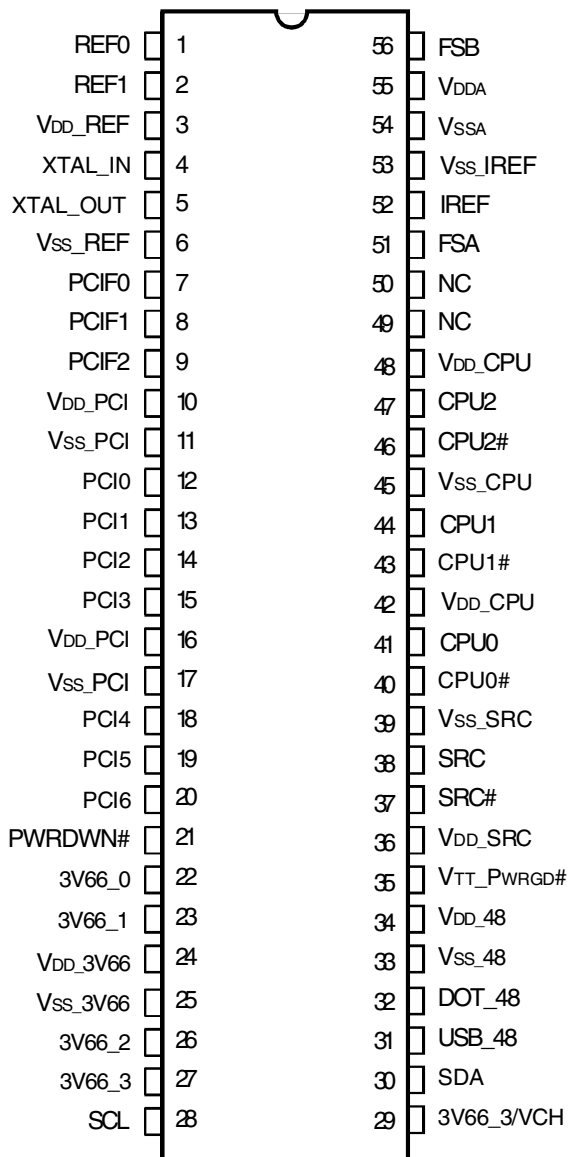 REF0 1 56 FSB
REF1 2 55 VDDA
VDD_REF 3 54 VSSA
XTAL_IN 4 53 VSS_IREF
XTAL_OUT 5 52 IREF
VSS_REF 6 51 FSA
PCIF0 7 50 NC
PCIF1 8 49 NC
PCIF2 9 48 VDD_CPU
VDD_PCI 10 47 CPU2
VSS_PCI 11 46 CPU2#
PCI0 12 45 VSS_CPU
PCI1 13 44 CPU1
PCI2 14 43 CPU1#
PCI3 15 42 VDD_CPU
VDD_PCI 16 41 CPU0
VSS_PCI 17 40 CPU0#
PCI4 18 39 VSS_SRC
PCI5 19 38 SRC
PCI6 20 37 SRC#
PWRDWN# 21 36 VDD_SRC
3V66_0 22 35 VTT_PWRGD#
3V66_1 23 34 VDD_48
VDD_3V66 24 33 VSS_48
VSS_3V66 25 32 DOT_48
3V66_2 26 31 USB_48
3V66_3 27 30 SDA
SCL 28 29 3V66_3/VCH